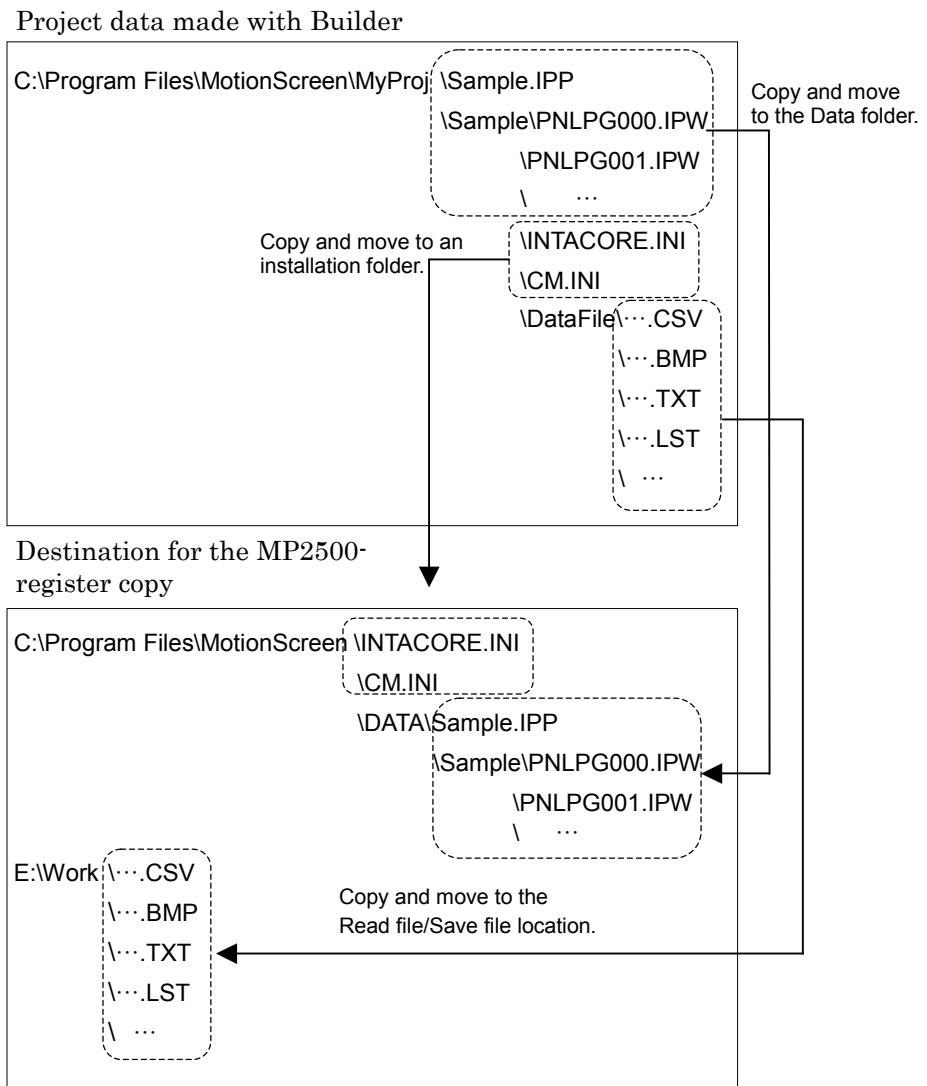 Project data made with Builder
C:\Program Files\MotionScreen\MyProj \Sample.IPP
\Sample\PNLPG000.IPW
\PNLPG001.IPW
\ ···
Copy and move
to the Data folder.
\INTACORE.INI
\CM.INI
Copy and move to an
installation folder.
\DataFile\···.CSV
\···.BMP
\···.TXT
\···.LST
\ ···
Destination for the MP2500-
register copy
C:\Program Files\MotionScreen \INTACORE.INI
\CM.INI
\DATA\Sample.IPP
\Sample\PNLPG000.IPW
\PNLPG001.IPW
\ ···
E:\Work \···.CSV
\···.BMP
\···.TXT
\···.LST
\ ···
Copy and move to the
Read file/Save file location.